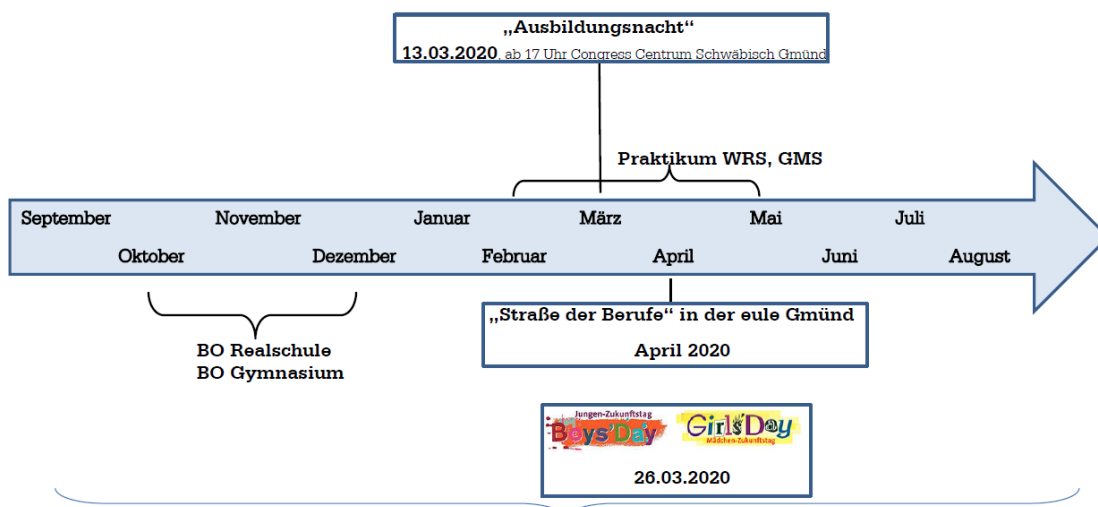 „Ausbildungsnacht“
13.03.2020, ab 17 Uhr Congress Centrum Schwäbisch Gmünd
Praktikum WRS, GMS
September November Januar März Mai Juli
Oktober Dezember Februar April Juni August
„Straße der Berufe“ in der eule Gmünd
April 2020
BO Realschule
BO Gymnasium
Jungen-Zukunftstag
Boys'Day
Girls'Day
Mädchen-Zukunftstag
26.03.2020